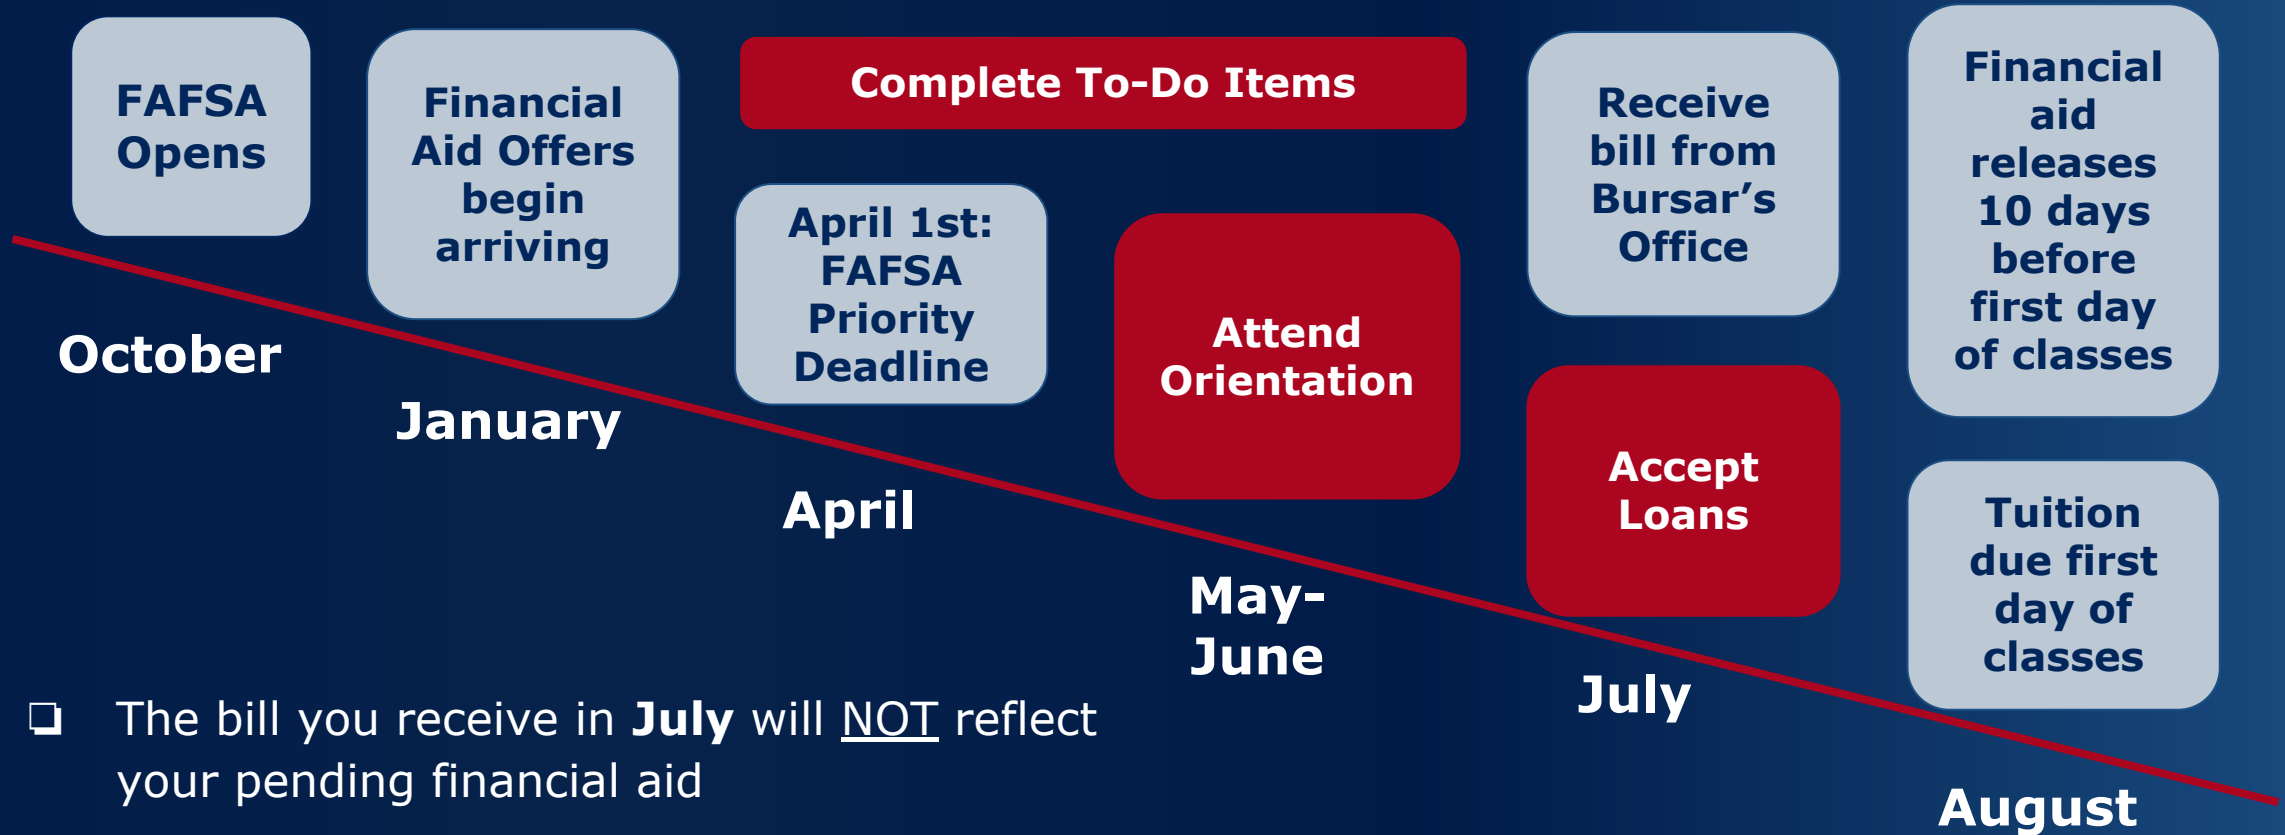 FAFSA
Opens
October
Financial
Aid Offers
begin
arriving
January
Complete To-Do Items
April 1st:
FAFSA
Priority
Deadline
April
Attend
Orientation
May-
June
Receive
bill from
Bursar’s
Office
Accept
Loans
July
Financial
aid
releases
10 days
before
first day
of classes
Tuition
due first
day of
classes
August
❏ The bill you receive in July will NOT reflect
your pending financial aid